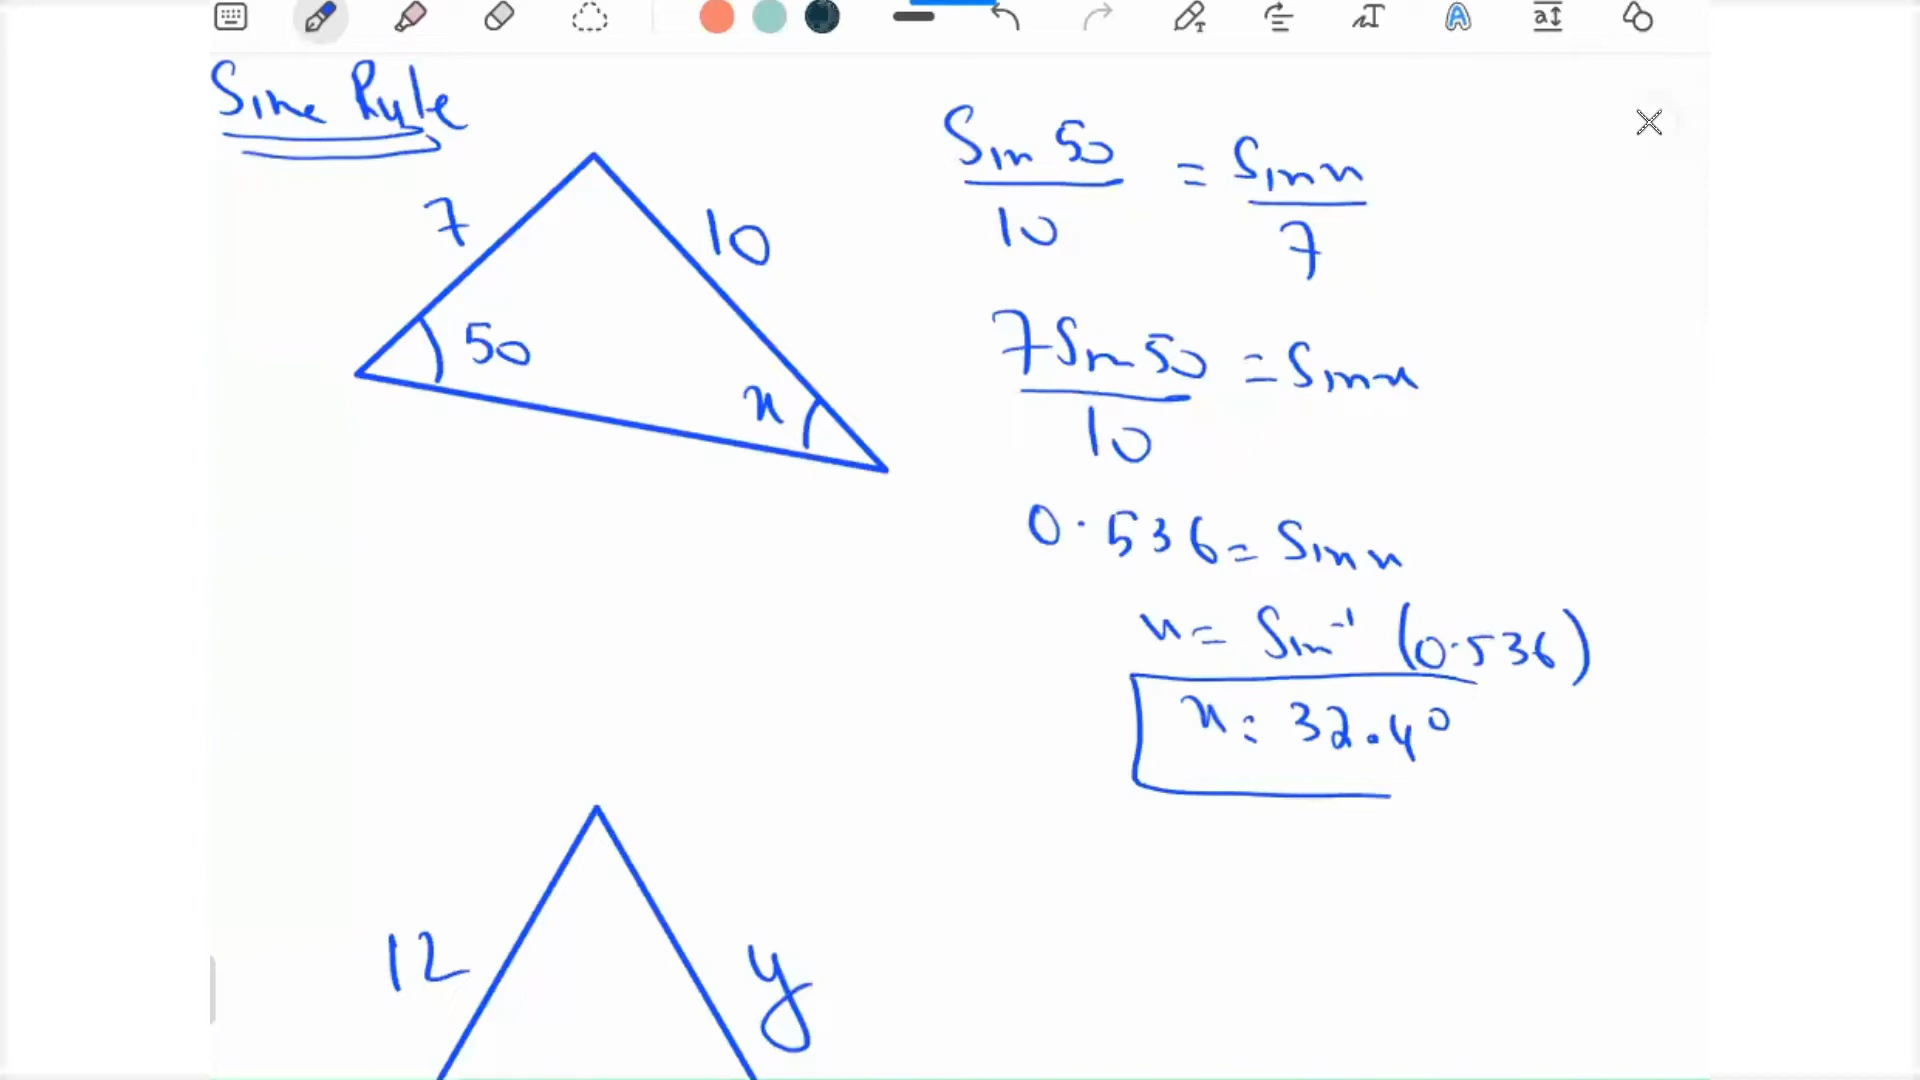 Sine Rule
7
10
50
x
Sin 50 / 10 = Sin x / 7
7 Sin 50 / 10 = Sin x
0.536 = Sin x
x = Sin⁻¹ (0.536)
x = 32.4°
12
y